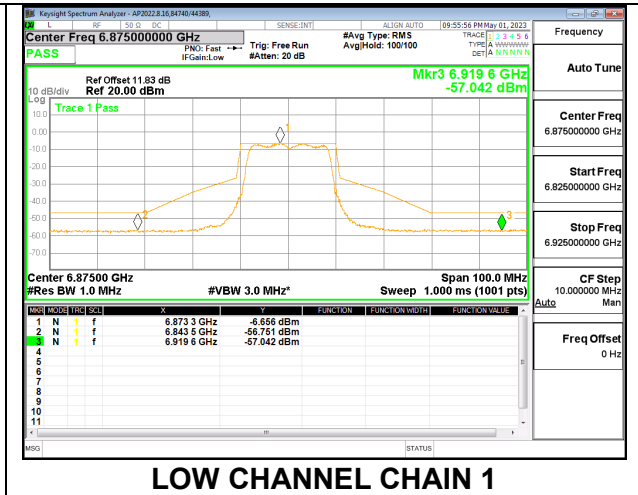 Keysight Spectrum Analyzer - AP2022.8.16,84740/44389,
L RF 50 Ω DC SENSE:INT ALIGN AUTO 09:55:56 PM May 01, 2023
Center Freq 6.875000000 GHz
#Avg Type: RMS
TRACE 1 2 3 4 5 6
PASS
PNO: Fast
Trig: Free Run
Avg|Hold: 100/100
TYPE A WWWWW
IFGain:Low
#Atten: 20 dB
DET A N N N N N
Mkr3 6.919 6 GHz
Ref Offset 11.83 dB
10 dB/div Ref 20.00 dBm
-57.042 dBm
Log
Trace 1 Pass
10.0
0.00
-10.0
-20.0
-30.0
-40.0
-50.0
-60.0
-70.0
1
2
3
Center 6.87500 GHz Span 100.0 MHz
#Res BW 1.0 MHz #VBW 3.0 MHz* Sweep 1.000 ms (1001 pts)
MKR MODE TRC SCL X Y FUNCTION FUNCTION WIDTH FUNCTION VALUE
1 N 1 f 6.873 3 GHz -6.656 dBm
2 N 1 f 6.843 5 GHz -56.751 dBm
3 N 1 f 6.919 6 GHz -57.042 dBm
4
5
6
7
8
9
10
11
MSG STATUS
Frequency
Auto Tune
Center Freq
6.875000000 GHz
Start Freq
6.825000000 GHz
Stop Freq
6.925000000 GHz
CF Step
10.000000 MHz
Auto Man
Freq Offset
0 Hz
LOW CHANNEL CHAIN 1